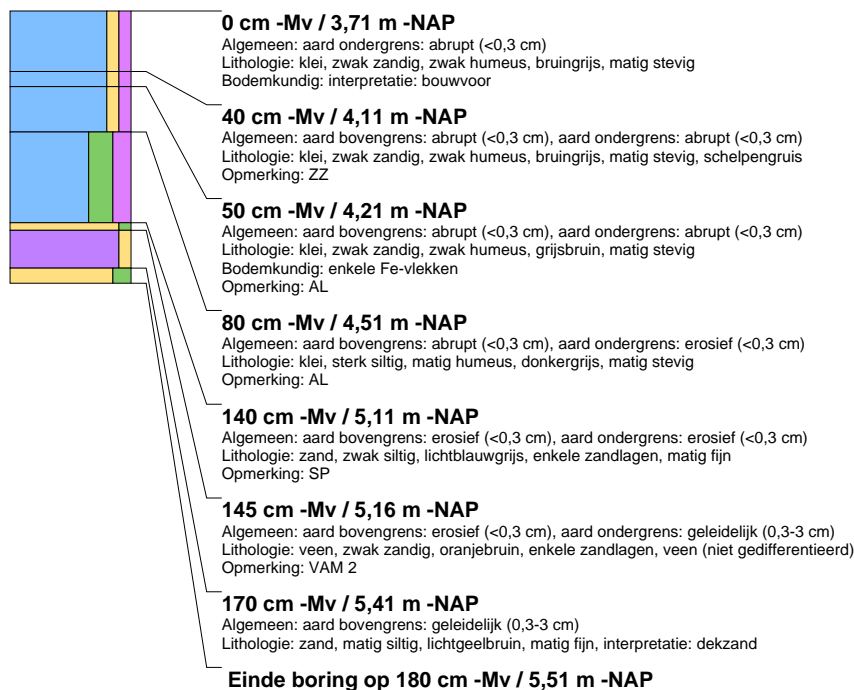 0 cm -Mv / 3,71 m -NAP
Algemeen: aard ondergrens: abrupt (<0,3 cm)
Lithologie: klei, zwak zandig, zwak humeus, bruingrijs, matig stevig
Bodemkundig: interpretatie: bouwvoor
40 cm -Mv / 4,11 m -NAP
Algemeen: aard bovengrens: abrupt (<0,3 cm), aard ondergrens: abrupt (<0,3 cm)
Lithologie: klei, zwak zandig, zwak humeus, bruingrijs, matig stevig, schelpengruis
Opmerking: ZZ
50 cm -Mv / 4,21 m -NAP
Algemeen: aard bovengrens: abrupt (<0,3 cm), aard ondergrens: abrupt (<0,3 cm)
Lithologie: klei, zwak zandig, zwak humeus, grijsbruin, matig stevig
Bodemkundig: enkele Fe-vlekken
Opmerking: AL
80 cm -Mv / 4,51 m -NAP
Algemeen: aard bovengrens: abrupt (<0,3 cm), aard ondergrens: erosief (<0,3 cm)
Lithologie: klei, sterk siltig, matig humeus, donkergrijs, matig stevig
Opmerking: AL
140 cm -Mv / 5,11 m -NAP
Algemeen: aard bovengrens: erosief (<0,3 cm), aard ondergrens: erosief (<0,3 cm)
Lithologie: zand, zwak siltig, lichtblauwgrijs, enkele zandlagen, matig fijn
Opmerking: SP
145 cm -Mv / 5,16 m -NAP
Algemeen: aard bovengrens: erosief (<0,3 cm), aard ondergrens: geleidelijk (0,3-3 cm)
Lithologie: veen, zwak zandig, oranjebruin, enkele zandlagen, veen (niet gedifferentieerd)
Opmerking: VAM 2
170 cm -Mv / 5,41 m -NAP
Algemeen: aard bovengrens: geleidelijk (0,3-3 cm)
Lithologie: zand, matig siltig, lichtgeelbruin, matig fijn, interpretatie: dekzand
Einde boring op 180 cm -Mv / 5,51 m -NAP